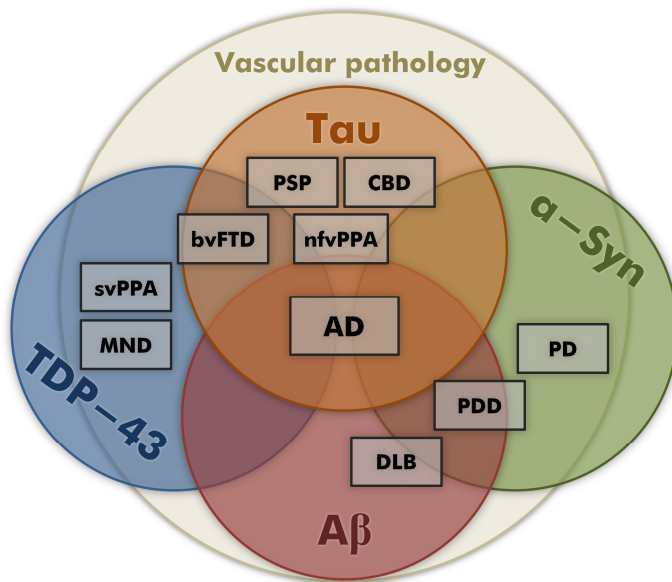 Vascular pathology
Tau
PSP
CBD
α–Syn
bvFTD
nfvPPA
svPPA
AD
MND
PD
TDP–43
PDD
DLB
Aβ